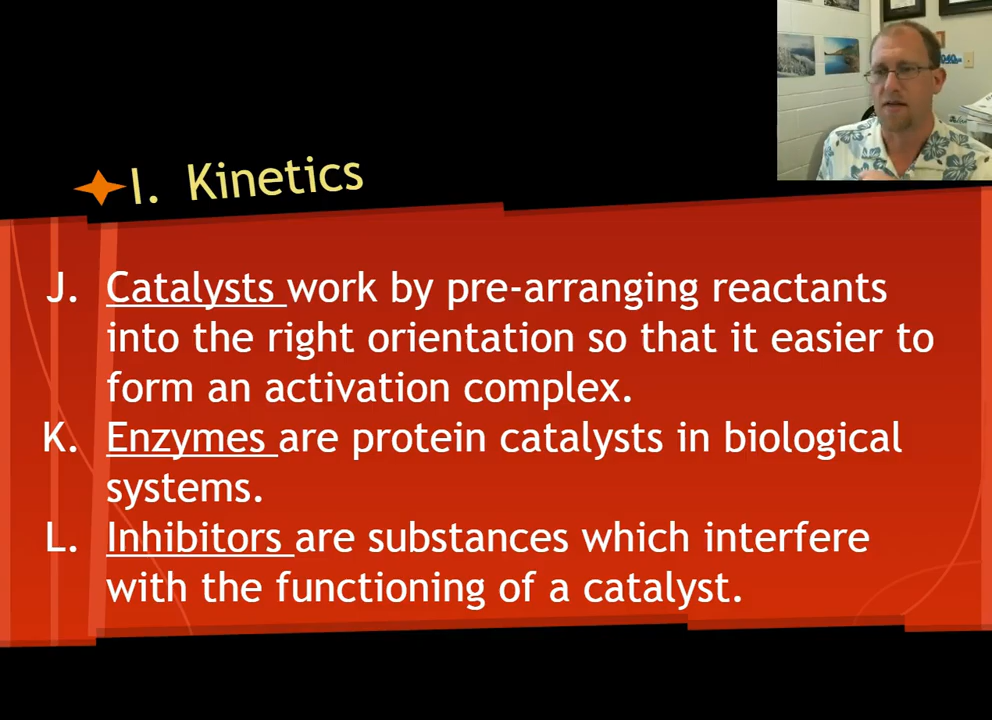 I. Kinetics
J. Catalysts work by pre-arranging reactants
into the right orientation so that it easier to
form an activation complex.
K. Enzymes are protein catalysts in biological
systems.
L. Inhibitors are substances which interfere
with the functioning of a catalyst.